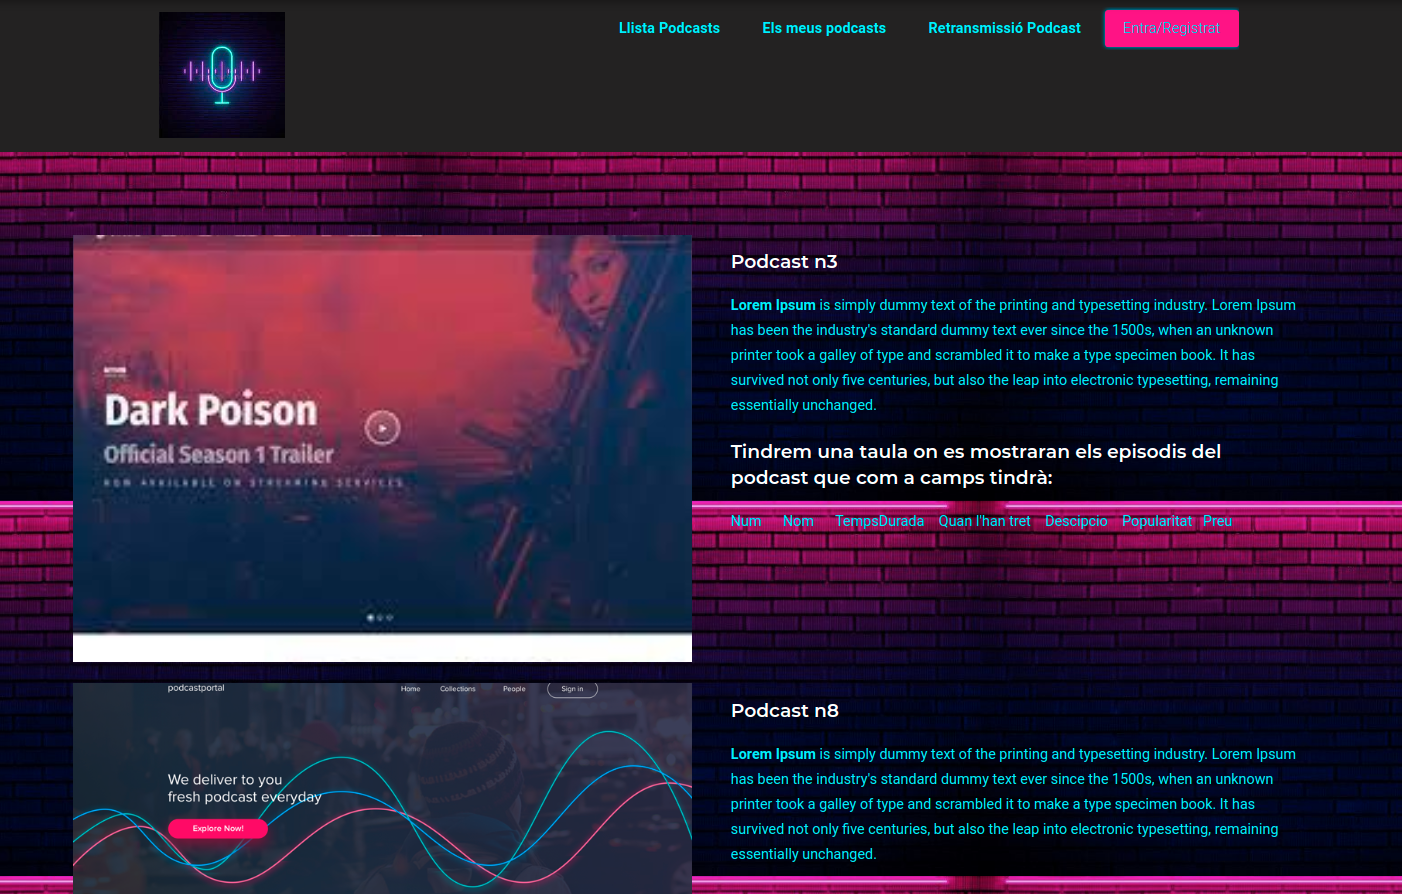 Llista Podcasts
Els meus podcasts
Retransmissió Podcast
Entra/Registrat
Dark Poison
Official Season 1 Trailer
NOW AVAILABLE ON STREAMING SERVICES
Podcast n3
Lorem Ipsum is simply dummy text of the printing and typesetting industry. Lorem Ipsum
has been the industry's standard dummy text ever since the 1500s, when an unknown
printer took a galley of type and scrambled it to make a type specimen book. It has
survived not only five centuries, but also the leap into electronic typesetting, remaining
essentially unchanged.
Tindrem una taula on es mostraran els episodis del
podcast que com a camps tindrà:
Num Nom TempsDurada Quan l'han tret Descipcio Popularitat Preu
podcastportal
Home Collections People Sign in
We deliver to you
fresh podcast everyday
Explore Now!
Podcast n8
Lorem Ipsum is simply dummy text of the printing and typesetting industry. Lorem Ipsum
has been the industry's standard dummy text ever since the 1500s, when an unknown
printer took a galley of type and scrambled it to make a type specimen book. It has
survived not only five centuries, but also the leap into electronic typesetting, remaining
essentially unchanged.